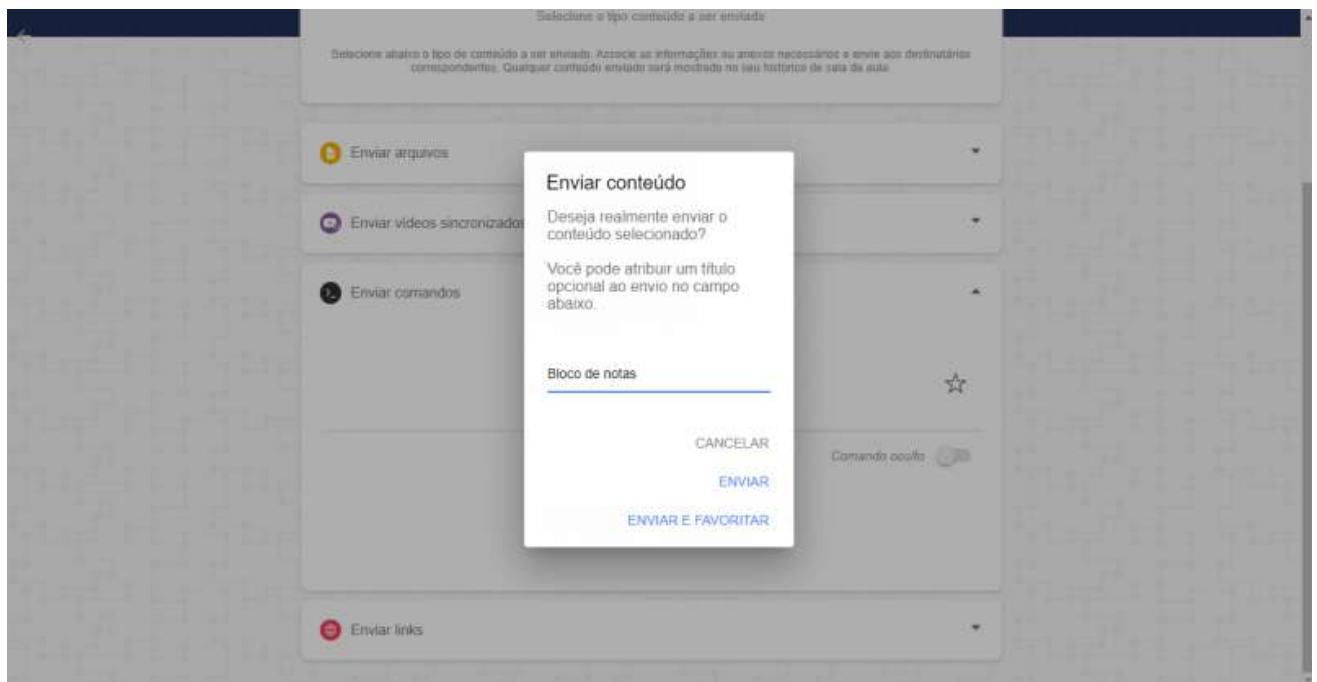 Selecione o tipo conteúdo a ser enviado
Selecione abaixo o tipo de conteúdo a ser enviado. Associe as informações ou anexos necessários e envie aos destinatários
correspondentes. Qualquer conteúdo enviado será mostrado no seu histórico de sala de aula.
Enviar arquivos
Enviar conteúdo
Deseja realmente enviar o
conteúdo selecionado?
Enviar vídeos sincronizados
Você pode atribuir um título
opcional ao envio no campo
abaixo.
Enviar comandos
Bloco de notas
CANCELAR
Comando oculto
ENVIAR
ENVIAR E FAVORITAR
Enviar links